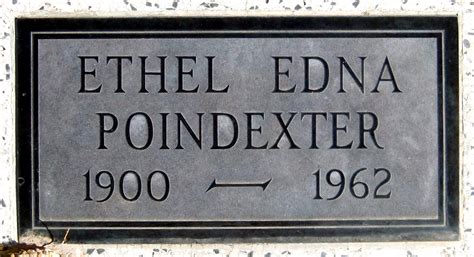 ETHEL EDNA
POINDEXTER
1900 — 1962